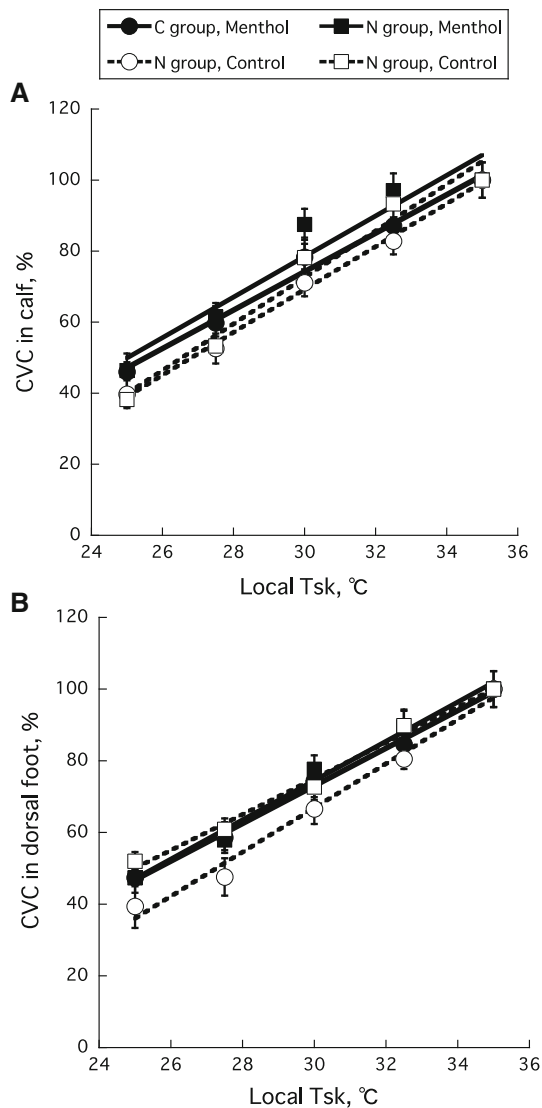 C group, Menthol N group, Menthol
N group, Control N group, Control
A
120
100
80
60
40
20
0
CVC in calf, %
24 26 28 30 32 34 36
Local Tsk, ℃
B
120
100
80
60
40
20
0
CVC in dorsal foot, %
24 26 28 30 32 34 36
Local Tsk, ℃